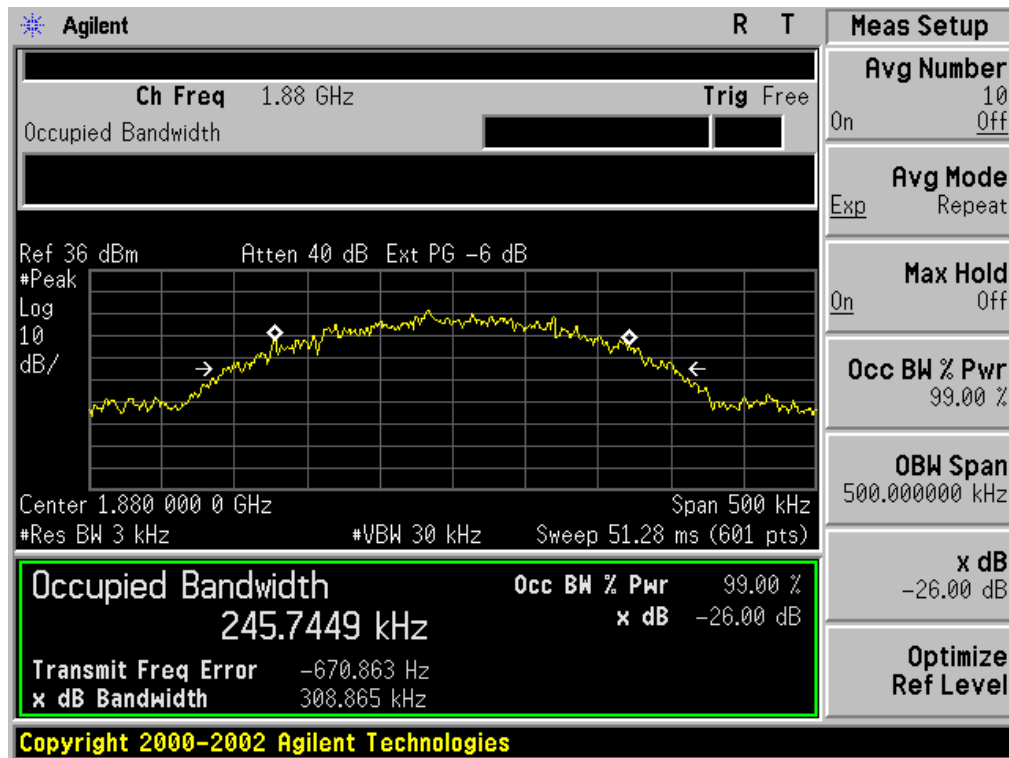 Agilent R T Meas Setup
Ch Freq 1.88 GHz Trig Free
Occupied Bandwidth
Ref 36 dBm Atten 40 dB Ext PG -6 dB
#Peak
Log
10
dB/
Center 1.880 000 0 GHz Span 500 kHz
#Res BW 3 kHz #VBW 30 kHz Sweep 51.28 ms (601 pts)
Occupied Bandwidth Occ BW % Pwr 99.00 %
245.7449 kHz x dB -26.00 dB
Transmit Freq Error -670.863 Hz
x dB Bandwidth 308.865 kHz
Avg Number
10
On Off
Avg Mode
Exp Repeat
Max Hold
On Off
Occ BW % Pwr
99.00 %
OBW Span
500.000000 kHz
x dB
-26.00 dB
Optimize
Ref Level
Copyright 2000-2002 Agilent Technologies